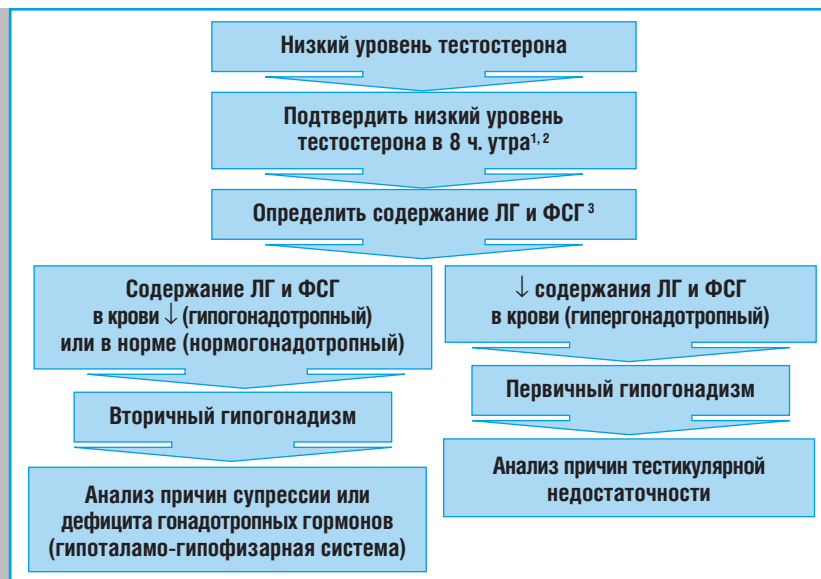 Низкий уровень тестостерона
Подтвердить низкий уровень
тестостерона в 8 ч. утра¹, ²
Определить содержание ЛГ и ФСГ ³
Содержание ЛГ и ФСГ
в крови ↓ (гипогонадотропный)
или в норме (нормогонадотропный)
↓ содержания ЛГ и ФСГ
в крови (гипергонадотропный)
Вторичный гипогонадизм
Первичный гипогонадизм
Анализ причин супрессии или
дефицита гонадотропных гормонов
(гипоталамо-гипофизарная система)
Анализ причин тестикулярной
недостаточности